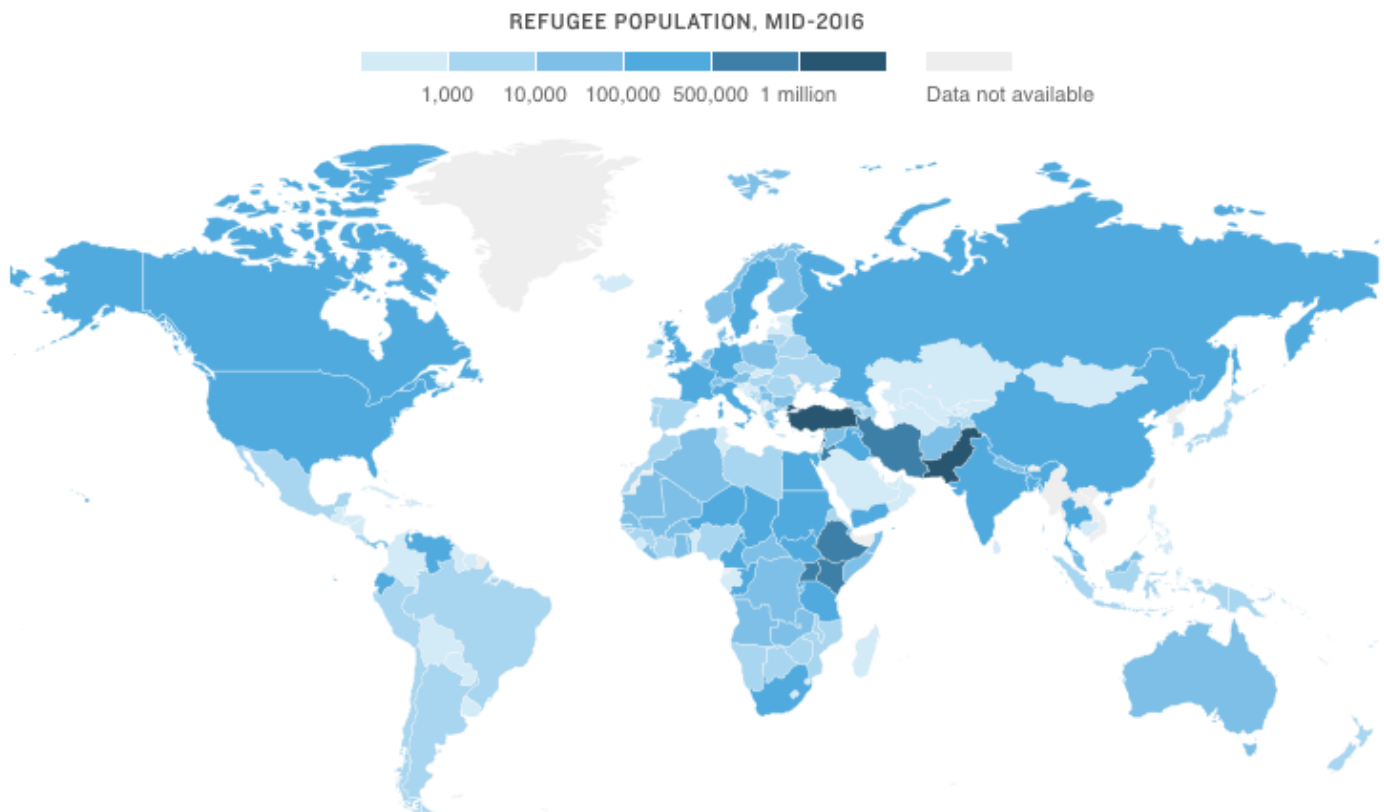 REFUGEE POPULATION, MID-2016
1,000 10,000 100,000 500,000 1 million Data not available